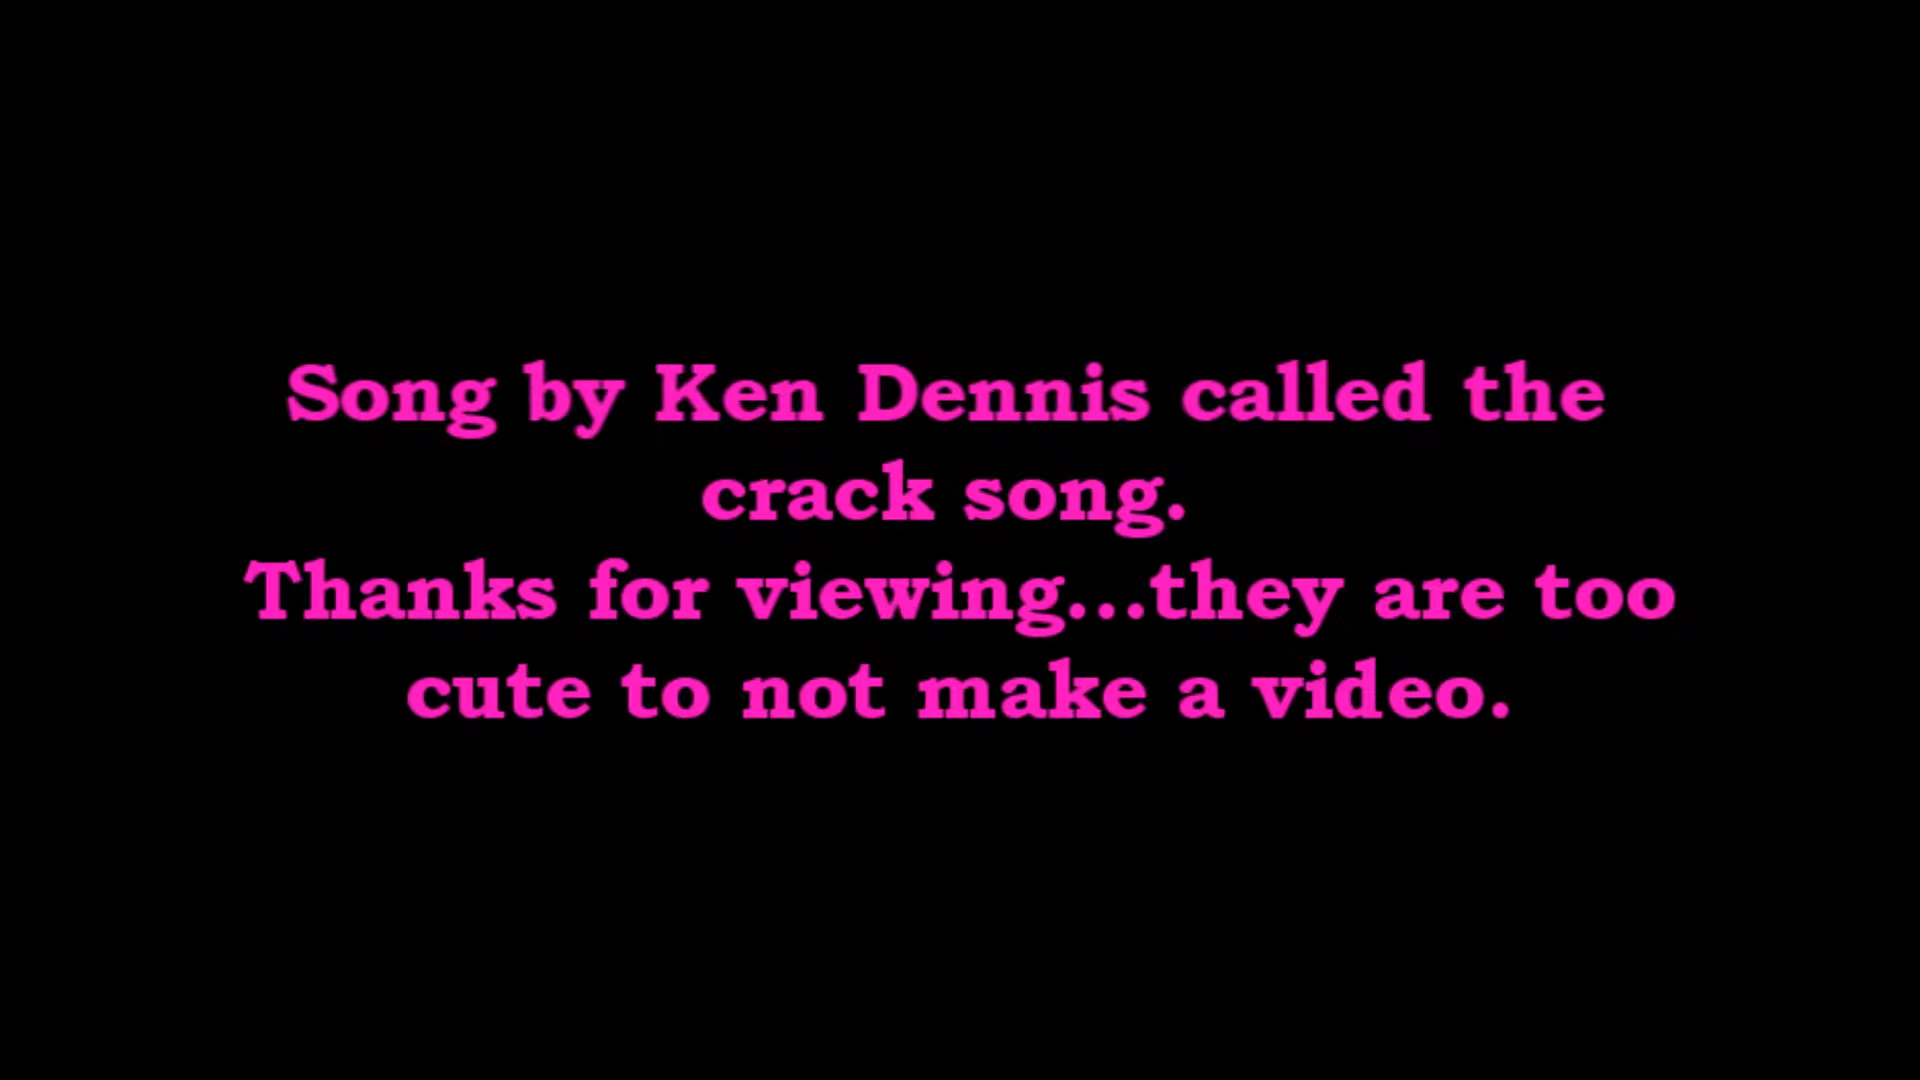 Song by Ken Dennis called the
crack song.
Thanks for viewing...they are too
cute to not make a video.